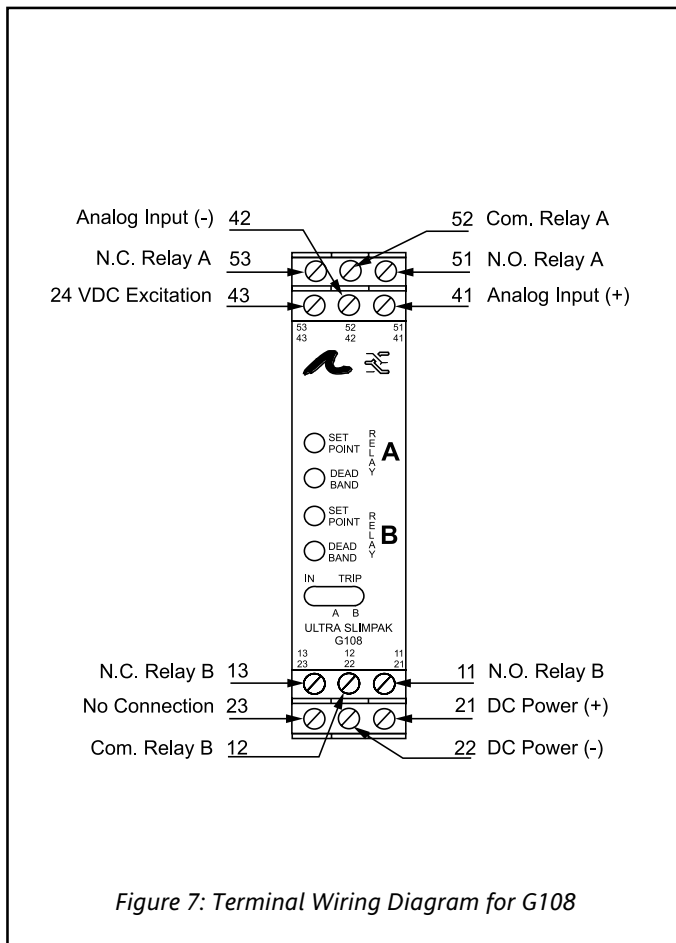 Analog Input (-) 42 52 Com. Relay A
N.C. Relay A 53 51 N.O. Relay A
24 VDC Excitation 43 41 Analog Input (+)
53 52 51
43 42 41
SET POINT
DEAD BAND
RELAY A
SET POINT
DEAD BAND
RELAY B
IN TRIP
A B
ULTRA SLIMPAK
G108
13 12 11
23 22 21
N.C. Relay B 13 11 N.O. Relay B
No Connection 23 21 DC Power (+)
Com. Relay B 12 22 DC Power (-)
Figure 7: Terminal Wiring Diagram for G108